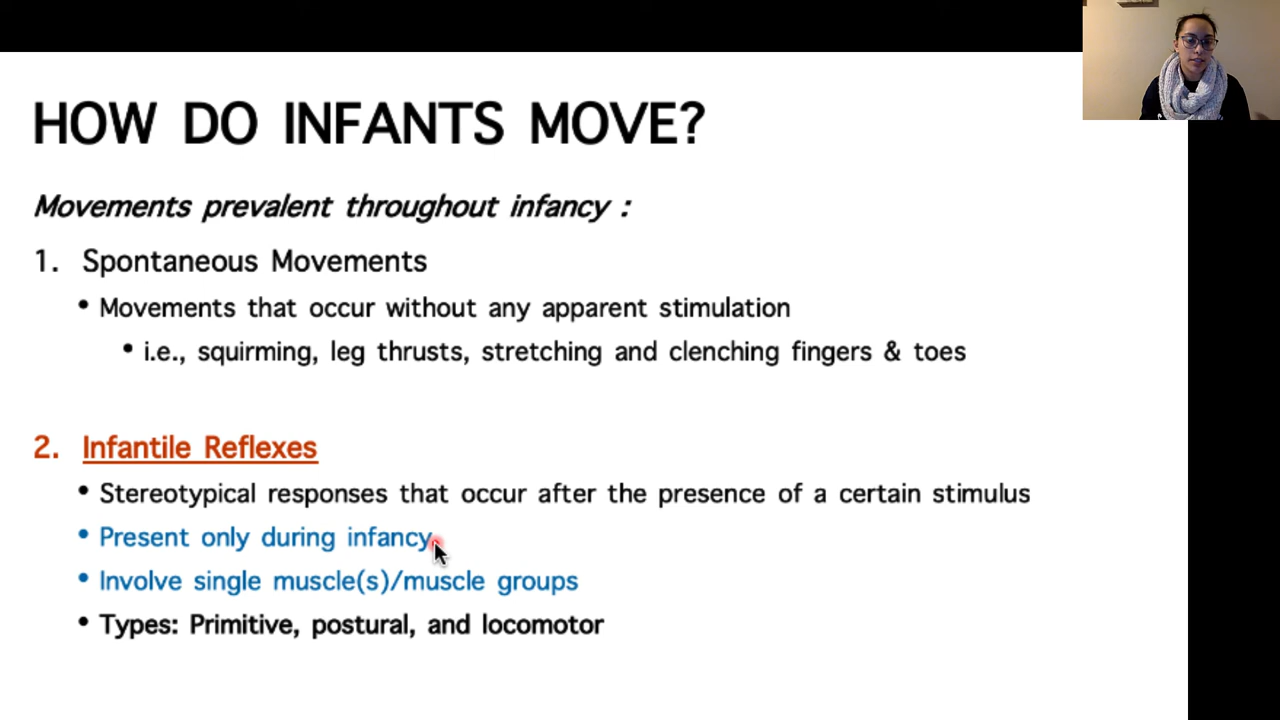 HOW DO INFANTS MOVE?
Movements prevalent throughout infancy :
1. Spontaneous Movements
• Movements that occur without any apparent stimulation
• i.e., squirming, leg thrusts, stretching and clenching fingers & toes
2. Infantile Reflexes
• Stereotypical responses that occur after the presence of a certain stimulus
• Present only during infancy
• Involve single muscle(s)/muscle groups
• Types: Primitive, postural, and locomotor